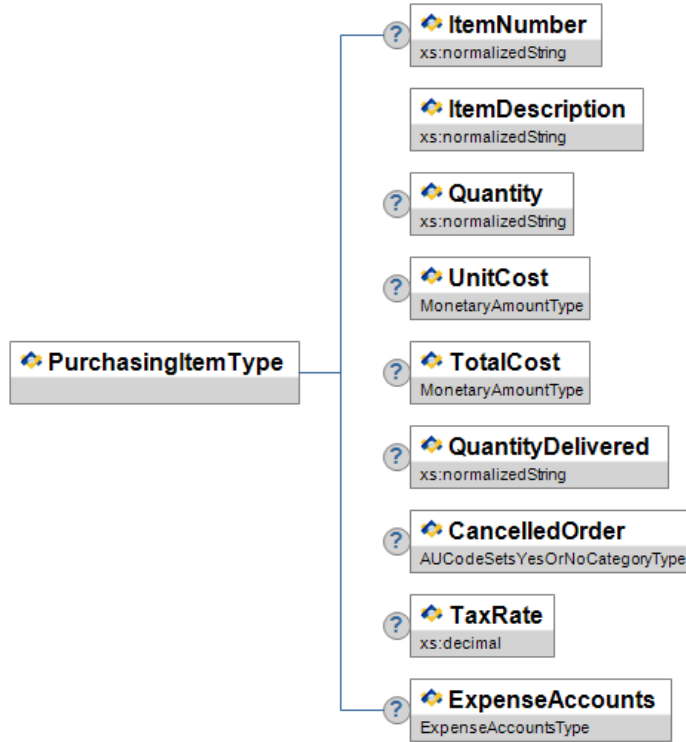 ?
ItemNumber
xs:normalizedString
ItemDescription
xs:normalizedString
?
Quantity
xs:normalizedString
?
UnitCost
MonetaryAmountType
PurchasingItemType
?
TotalCost
MonetaryAmountType
?
QuantityDelivered
xs:normalizedString
?
CancelledOrder
AUCodeSetsYesOrNoCategoryType
?
TaxRate
xs:decimal
?
ExpenseAccounts
ExpenseAccountsType